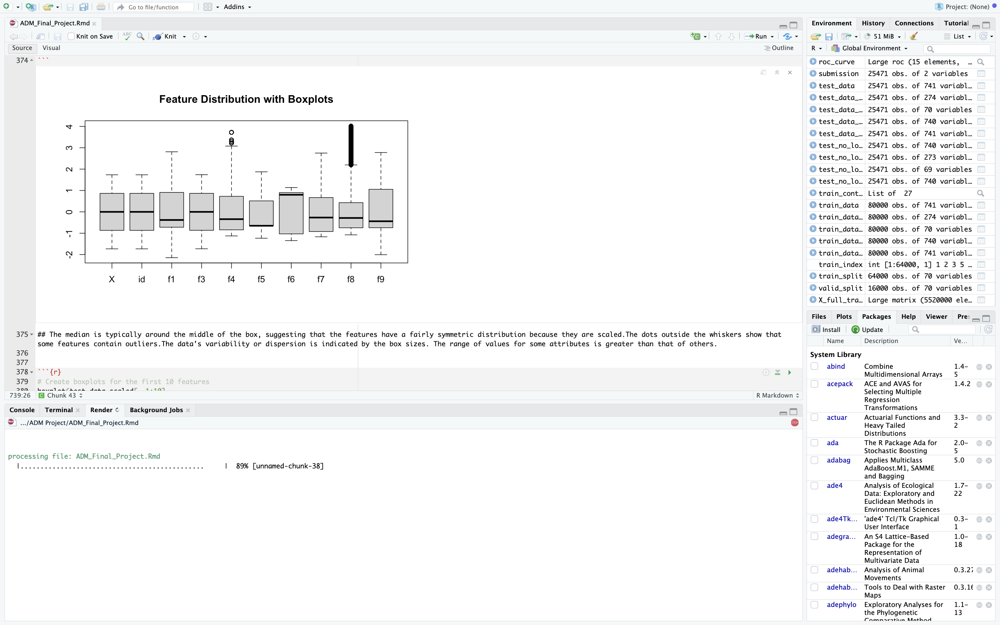 Go to file/function
Addins
Project: (None)
ADM_Final_Project.Rmd
Knit on Save
ABC
Knit
Run
Source
Visual
Outline
374
```
Feature Distribution with Boxplots
4
3
2
1
0
-1
-2
X id f1 f3 f4 f5 f6 f7 f8 f9
375
## The median is typically around the middle of the box, suggesting that the features have a fairly symmetric distribution because they are scaled.The dots outside the whiskers show that
some features contain outliers.The data's variability or dispersion is indicated by the box sizes. The range of values for some attributes is greater than that of others.
376
377
378 ```{r}
379 # Create boxplots for the first 10 features
380 boxplot(test_data_scaled[, 1:10]
739:26
C Chunk 43
R Markdown
Console Terminal Render Background Jobs
.../ADM Project/ADM_Final_Project.Rmd
STOP
processing file: ADM_Final_Project.Rmd
|.............................................. | 89% [unnamed-chunk-38]
Environment History Connections Tutorial
51 MiB
List
R Global Environment
roc_curve Large roc (15 elements, …
submission 25471 obs. of 2 variables
test_data 25471 obs. of 741 variabl…
test_data_… 25471 obs. of 274 variabl…
test_data_… 25471 obs. of 70 variables
test_data_… 25471 obs. of 740 variabl…
test_data_… 25471 obs. of 741 variabl…
test_no_lo… 25471 obs. of 740 variabl…
test_no_lo… 25471 obs. of 273 variabl…
test_no_lo… 25471 obs. of 69 variables
test_no_lo… 25471 obs. of 740 variabl…
train_cont… List of 27
train_data 80000 obs. of 741 variabl…
train_data… 80000 obs. of 274 variabl…
train_data… 80000 obs. of 70 variables
train_data… 80000 obs. of 740 variabl…
train_data… 80000 obs. of 741 variabl…
train_index int [1:64000, 1] 1 2 3 5 …
train_split 64000 obs. of 70 variables
valid_split 16000 obs. of 70 variables
X_full_tra… Large matrix (5520000 ele…
Files Plots Packages Help Viewer Pre
Install
Update
Name Description Ve…
System Library
abind Combine 1.4-
Multidimensional Arrays 5
acepack ACE and AVAS for 1.4.2
Selecting Multiple
Regression
Transformations
actuar Actuarial Functions and 3.3-
Heavy Tailed 2
Distributions
ada The R Package Ada for 2.0-
Stochastic Boosting 5
adabag Applies Multiclass 5.0
AdaBoost.M1, SAMME
and Bagging
ade4 Analysis of Ecological 1.7-
Data: Exploratory and 22
Euclidean Methods in
Environmental Sciences
ade4Tk… 'ade4' Tcl/Tk Graphical 0.3-
User Interface 1
adegra… An S4 Lattice-Based 1.0-
Package for the 18
Representation of
Multivariate Data
adehab… Analysis of Animal 0.3.27
Movements
adehab… Tools to Deal with Raster 0.3.16
Maps
adephylo Exploratory Analyses for 1.1-
the Phylogenetic 13
Comparative Method